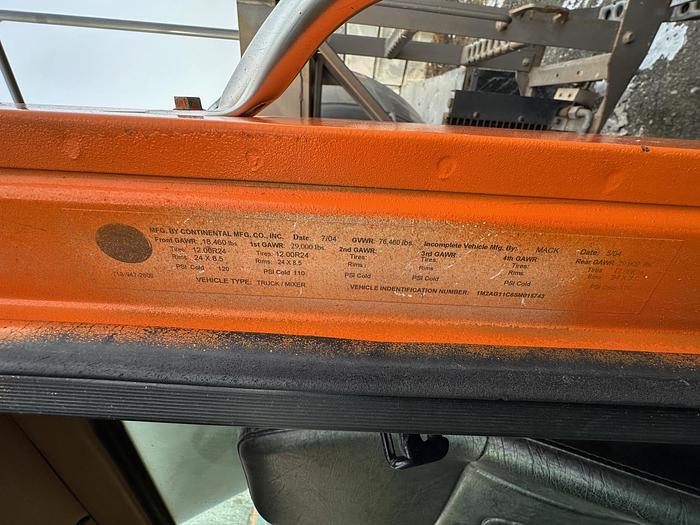 MFG. BY CONTINENTAL MFG. CO., INC. Date: 7/04 GVWR: 76,460 lbs. Incomplete Vehicle Mfg. By: MACK Date: 5/04
Front GAWR: 18,460 lbs. 1st GAWR: 29,000 lbs. 2nd GAWR: 3rd GAWR: 4th GAWR: Rear GAWR:
Tires: 12.00R24 Tires: 12.00R24 Tires: Tires: Tires: Tires
Rims: 24 X 8.5 Rims: 24 X 8.5 Rims: Rims: Rims: Rims
PSI Cold 120 PSI Cold 110 PSI Cold PSI Cold PSI Cold PSI Cold
VEHICLE TYPE: TRUCK / MIXER VEHICLE INDENTIFICATION NUMBER: